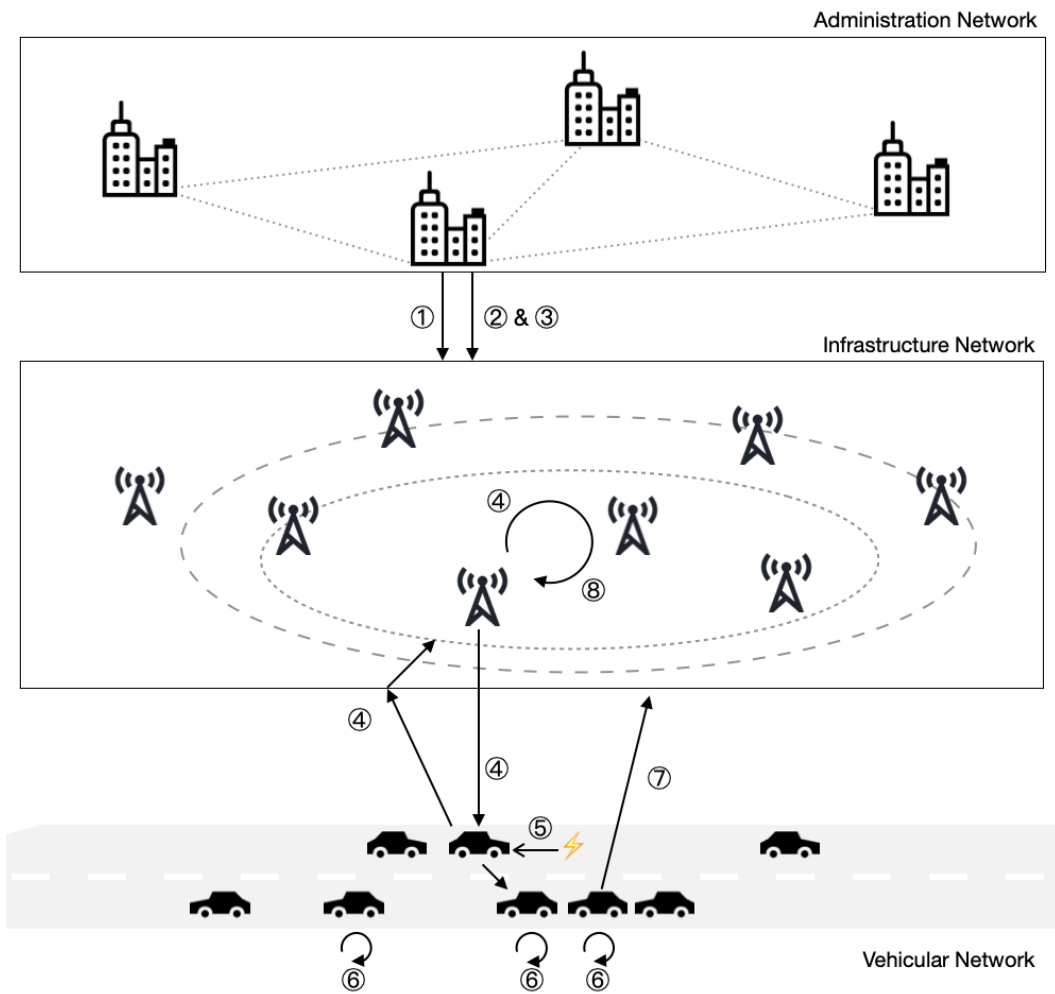 Administration Network
① ② & ③
Infrastructure Network
④
⑧
④
④
⑦
⑤
⑥ ⑥ ⑥
Vehicular Network